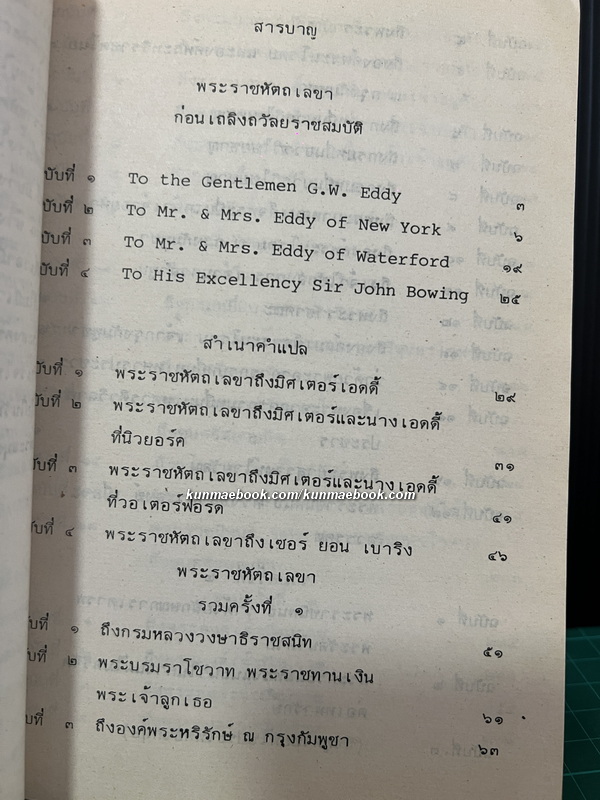 สารบาญ
พระราชหัตถเลขา
ก่อนเถลิงถวัลยราชสมบัติ
บับที่ ๑ To the Gentlemen G.W. Eddy ๓
บับที่ ๒ To Mr. & Mrs. Eddy of New York ๖
บับที่ ๓ To Mr. & Mrs. Eddy of Waterford ๑๙
บับที่ ๔ To His Excellency Sir John Bowing ๒๕
สำเนาคำแปล
บับที่ ๑ พระราชหัตถเลขาถึงมิศเตอร์เอดดี้ ๒๙
บับที่ ๒ พระราชหัตถเลขาถึงมิศเตอร์และนางเอดดี้
ที่นิวยอร์ค ๓๑
บับที่ ๓ พระราชหัตถเลขาถึงมิศเตอร์และนางเอดดี้
kunmaebook.com/kunmaebook.com
ที่วอเตอร์ฟอรด ๔๑
บับที่ ๔ พระราชหัตถเลขาถึงเซอร์ ยอน เบาริง ๔๖
พระราชหัตถเลขา
รวมครั้งที่ ๑
บที่ ๑ ถึงกรมหลวงวงษาธิราชสนิท ๕๑
บที่ ๒ พระบรมราโชวาท พระราชทานเงิน
พระเจ้าลูกเธอ ๖๑
ที่ ๓ ถึงองค์พระหริรักษ์ ณ กรุงกัมพูชา ๖๓